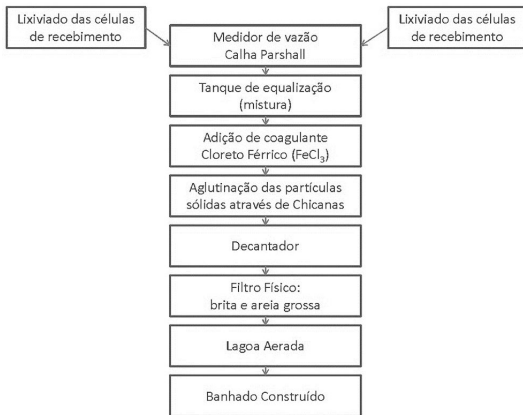 Lixiviado das células
de recebimento
Lixiviado das células
de recebimento
Medidor de vazão
Calha Parshall
Tanque de equalização
(mistura)
Adição de coagulante
Cloreto Férrico (FeCl₃)
Aglutinação das partículas
sólidas através de Chicanas
Decantador
Filtro Físico:
brita e areia grossa
Lagoa Aerada
Banhado Construído